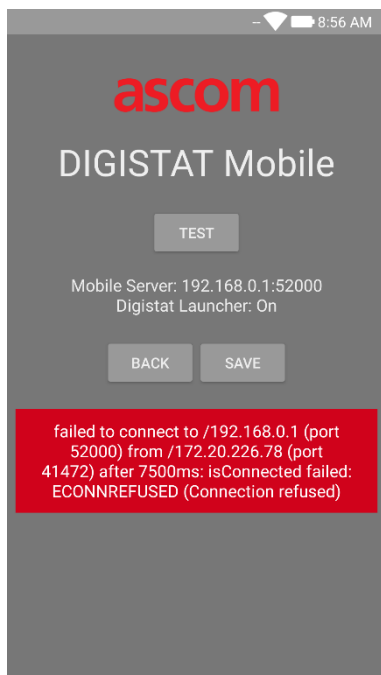 -- 8:56 AM
ascom
DIGISTAT Mobile
TEST
Mobile Server: 192.168.0.1:52000
Digistat Launcher: On
BACK SAVE
failed to connect to /192.168.0.1 (port
52000) from /172.20.226.78 (port
41472) after 7500ms: isConnected failed:
ECONNREFUSED (Connection refused)